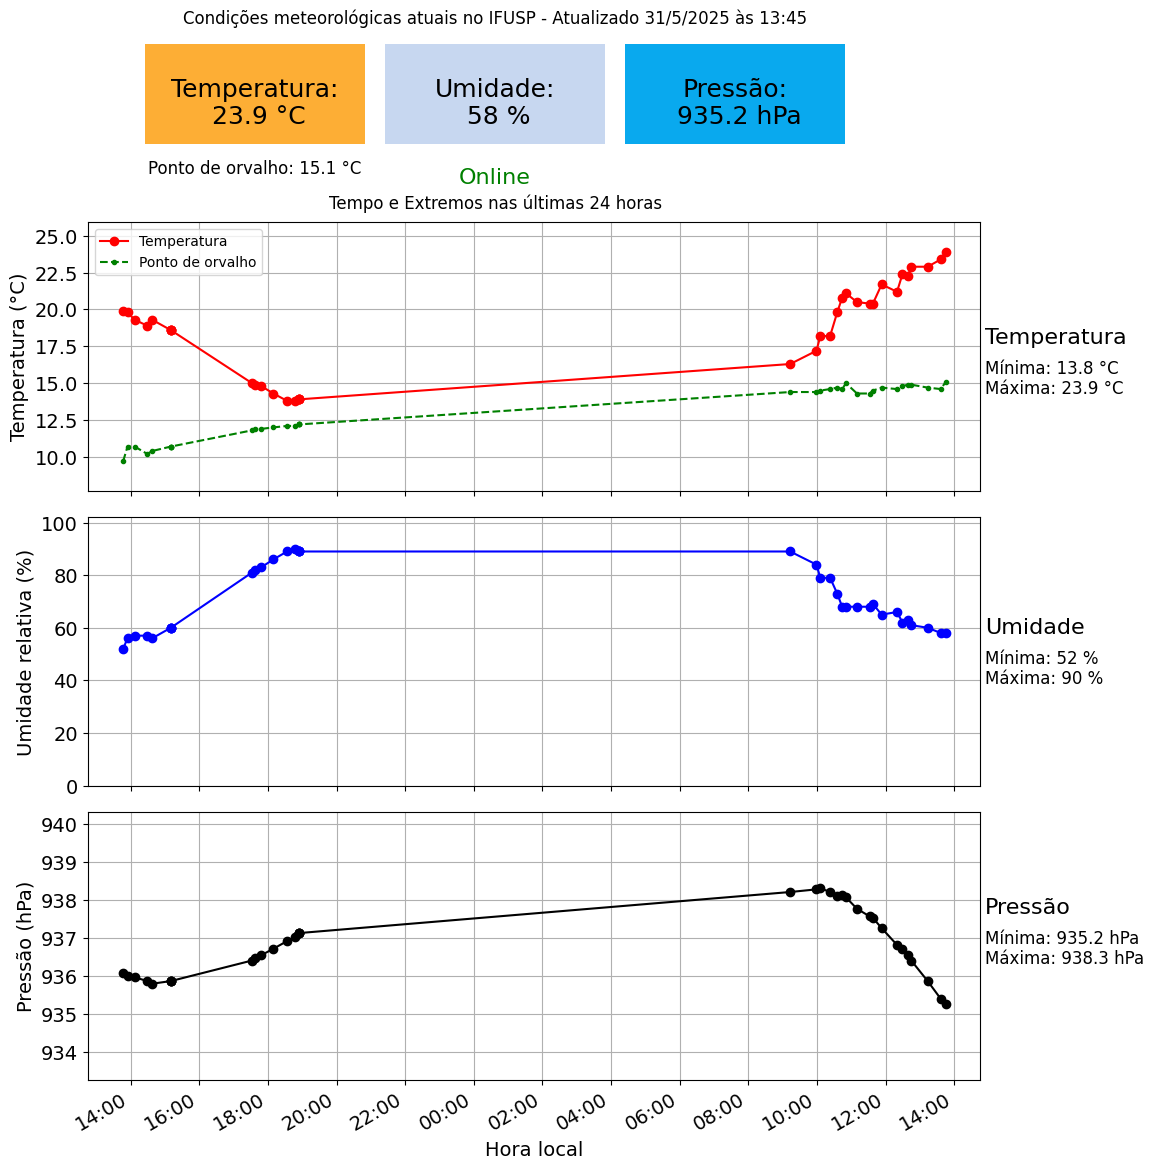 Condições meteorológicas atuais no IFUSP - Atualizado 31/5/2025 às 13:45
Temperatura:
23.9 °C
Umidade:
58 %
Pressão:
935.2 hPa
Ponto de orvalho: 15.1 °C
Online
Tempo e Extremos nas últimas 24 horas
Temperatura (°C)
25.0
22.5
20.0
17.5
15.0
12.5
10.0
Temperatura
Ponto de orvalho
Temperatura
Mínima: 13.8 °C
Máxima: 23.9 °C
Umidade relativa (%)
100
80
60
40
20
0
Umidade
Mínima: 52 %
Máxima: 90 %
Pressão (hPa)
940
939
938
937
936
935
934
Pressão
Mínima: 935.2 hPa
Máxima: 938.3 hPa
14:00 16:00 18:00 20:00 22:00 00:00 02:00 04:00 06:00 08:00 10:00 12:00 14:00
Hora local